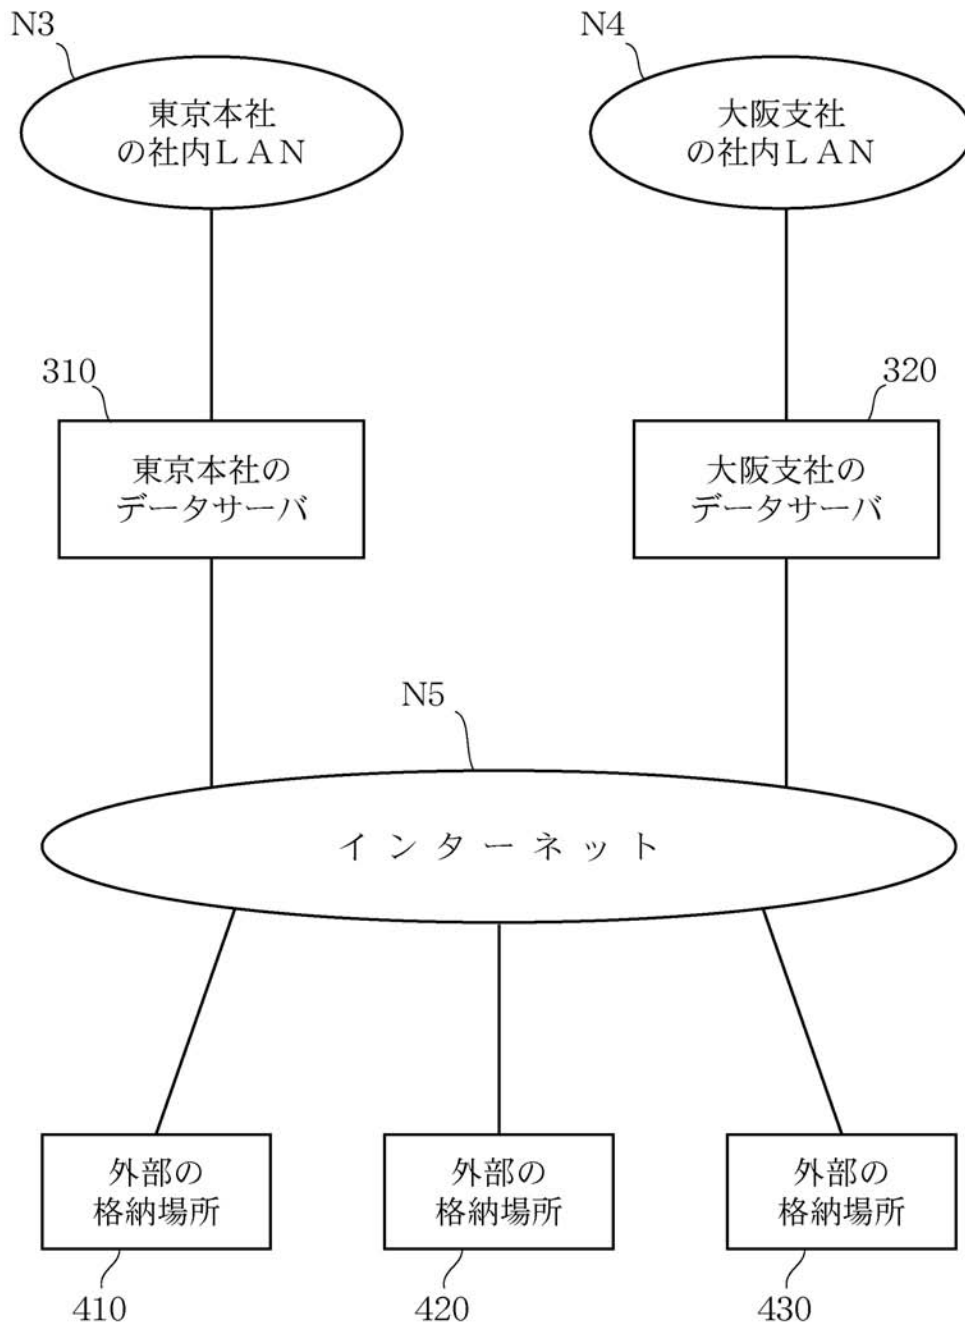 N3
N4
東京本社
の社内ＬＡＮ
大阪支社
の社内ＬＡＮ
310
320
東京本社の
データサーバ
大阪支社の
データサーバ
N5
インターネット
外部の
格納場所
外部の
格納場所
外部の
格納場所
410
420
430